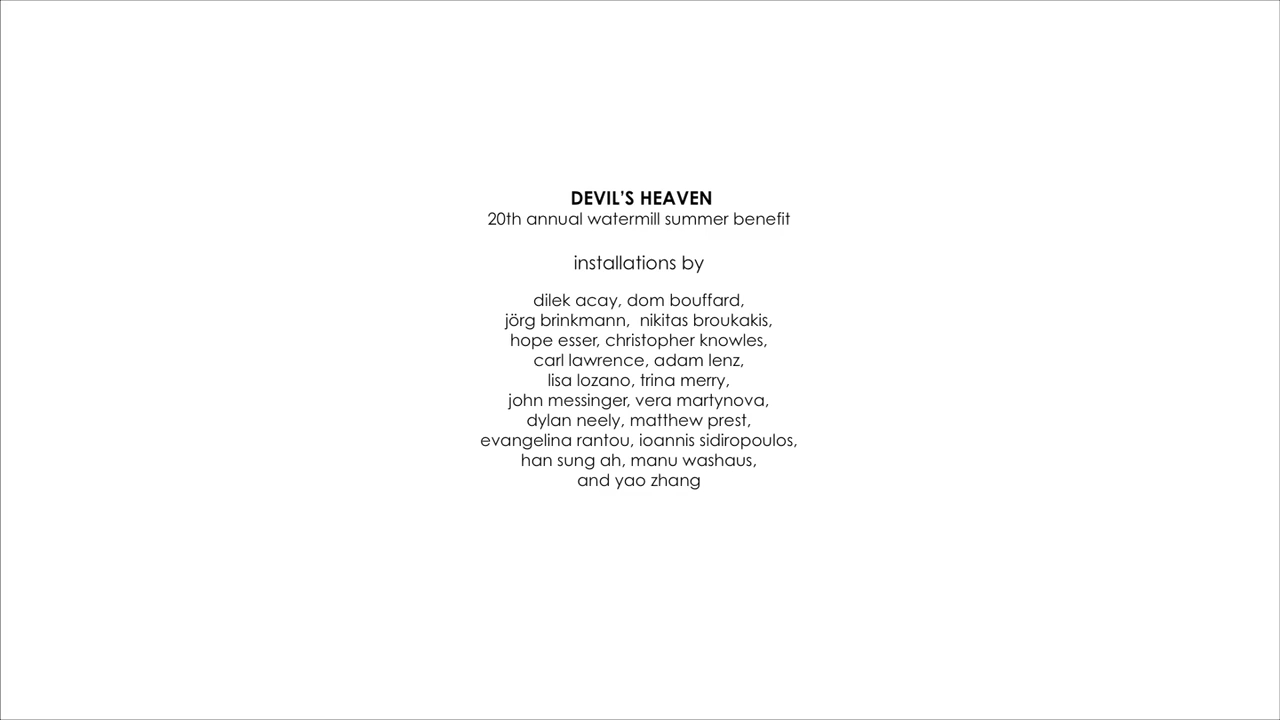 DEVIL’S HEAVEN
20th annual watermill summer benefit
installations by
dilek acay, dom bouffard,
jörg brinkmann,  nikitas broukakis,
hope esser, christopher knowles,
carl lawrence, adam lenz,
lisa lozano, trina merry,
john messinger, vera martynova,
dylan neely, matthew prest,
evangelina rantou, ioannis sidiropoulos,
han sung ah, manu washaus,
and yao zhang